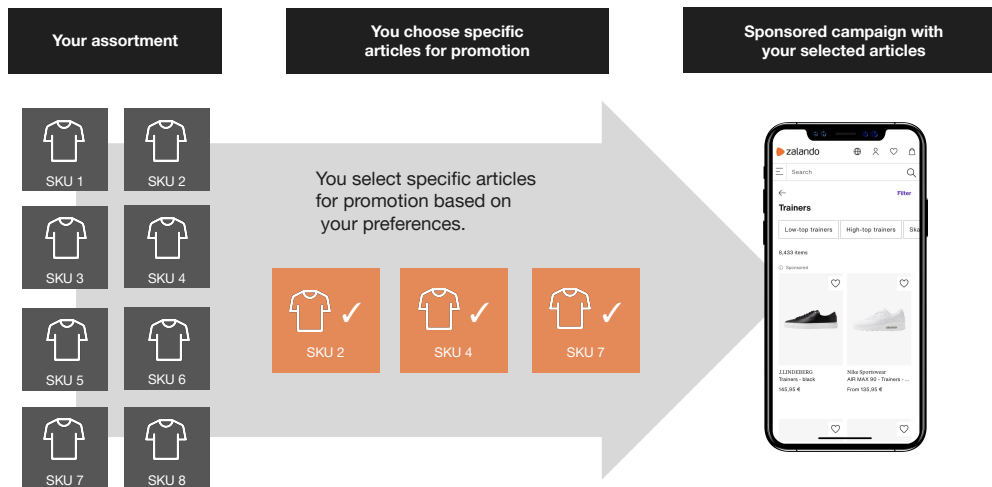 Your assortment
You choose specific
articles for promotion
Sponsored campaign with
your selected articles
SKU 1
SKU 2
SKU 3
SKU 4
SKU 5
SKU 6
SKU 7
SKU 8
You select specific articles
for promotion based on
your preferences.
SKU 2
SKU 4
SKU 7
zalando
Search
Filter
Trainers
Low-top trainers
High-top trainers
Ska
8,433 items
Sponsored
J.LINDEBERG
Trainers - black
145,95 €
Nike Sportswear
AIR MAX 90 - Trainers - ...
From 135,95 €